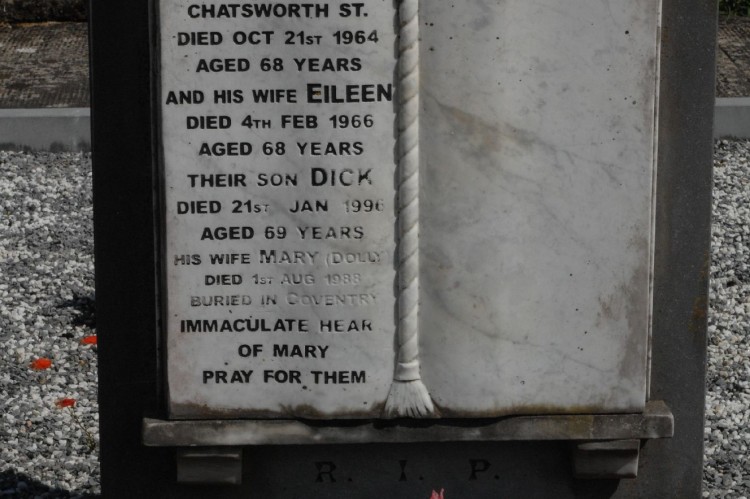 CHATSWORTH ST.
DIED OCT 21ST 1964
AGED 68 YEARS
AND HIS WIFE EILEEN
DIED 4TH FEB 1966
AGED 68 YEARS
THEIR SON DICK
DIED 21ST JAN 1996
AGED 69 YEARS
HIS WIFE MARY (DOLLY
DIED 1ST AUG 1988
BURIED IN COVENTRY
IMMACULATE HEAR
OF MARY
PRAY FOR THEM
R. I. P.